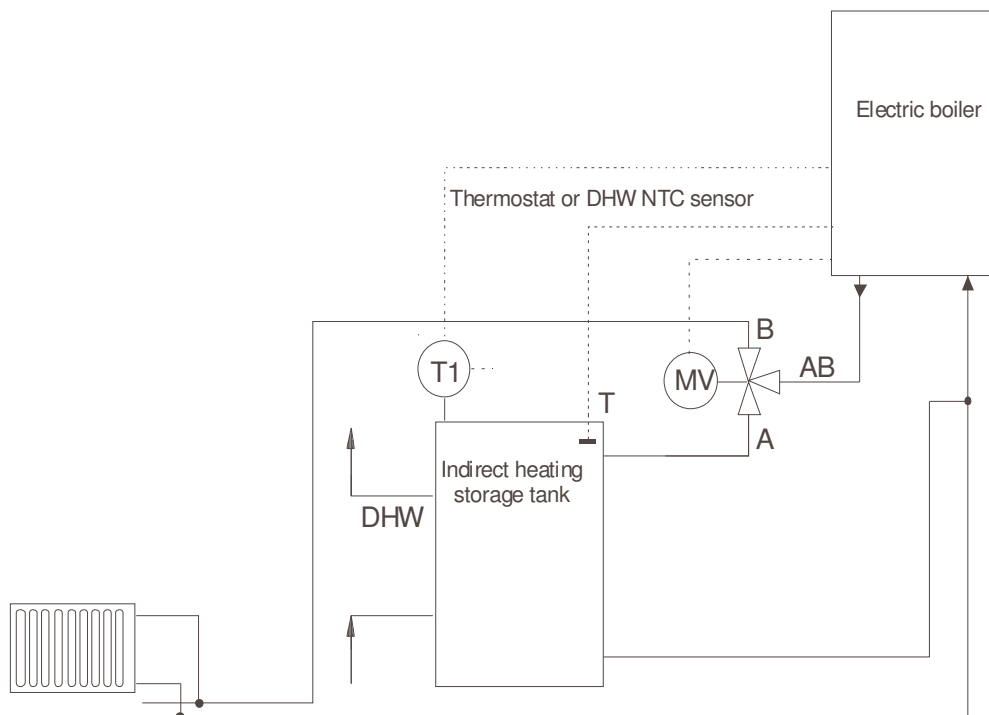 Electric boiler
Thermostat or DHW NTC sensor
B
T1
MV
AB
T
A
Indirect heating
storage tank
DHW